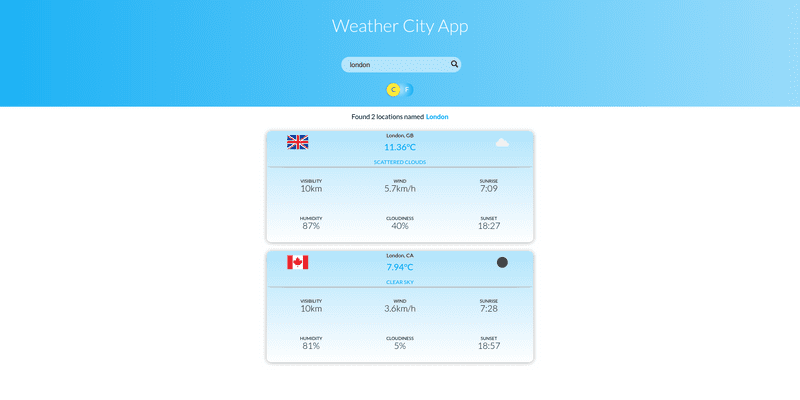 Weather City App
london
C F
Found 2 locations named London
London, GB
11.36°C
SCATTERED CLOUDS
VISIBILITY WIND SUNRISE
10km 5.7km/h 7:09
HUMIDITY CLOUDINESS SUNSET
87% 40% 18:27
London, CA
7.94°C
CLEAR SKY
VISIBILITY WIND SUNRISE
10km 3.6km/h 7:28
HUMIDITY CLOUDINESS SUNSET
81% 5% 18:57